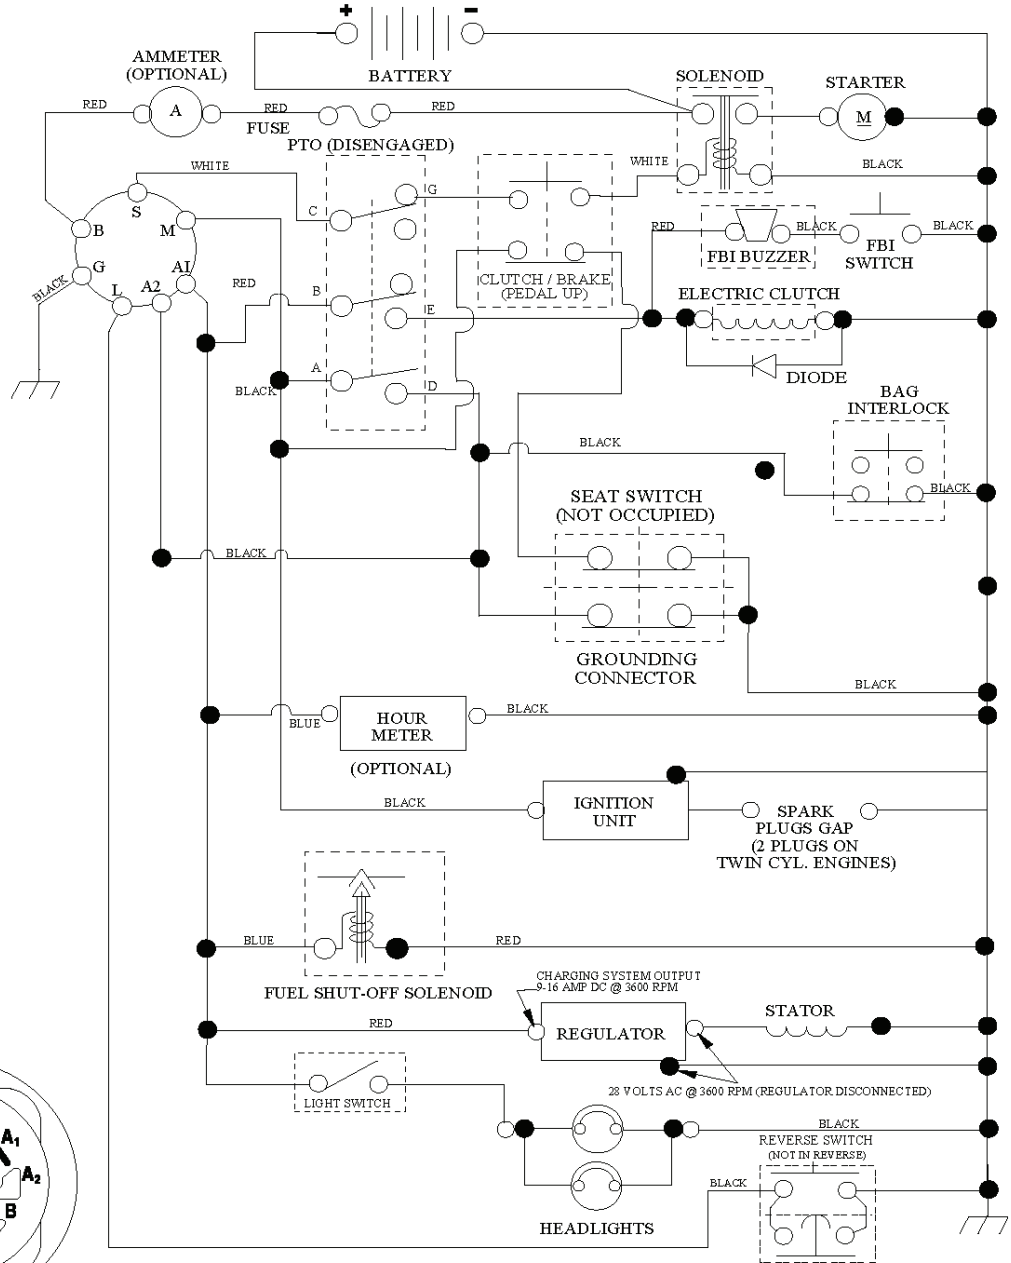 + −
BATTERY
AMMETER
(OPTIONAL)
SOLENOID
STARTER
RED
A
RED
FUSE
RED
M
PTO (DISENGAGED)
WHITE
WHITE
BLACK
S
B
M
C
G
RED
BLACK
BLACK
FBI BUZZER
FBI
SWITCH
G
A1
A2
L
BLACK
RED
B
E
CLUTCH / BRAKE
(PEDAL UP)
ELECTRIC CLUTCH
DIODE
A
BLACK
D
BAG
INTERLOCK
BLACK
BLACK
SEAT SWITCH
(NOT OCCUPIED)
BLACK
GROUNDING
CONNECTOR
BLACK
BLUE
HOUR
METER
BLACK
(OPTIONAL)
BLACK
IGNITION
UNIT
SPARK
PLUGS GAP
(2 PLUGS ON
TWIN CYL. ENGINES)
BLUE
RED
FUEL SHUT-OFF SOLENOID
CHARGING SYSTEM OUTPUT
9-16 AMP DC @ 3600 RPM
RED
REGULATOR
STATOR
28 VOLTS AC @ 3600 RPM (REGULATOR DISCONNECTED)
LIGHT SWITCH
BLACK
REVERSE SWITCH
(NOT IN REVERSE)
A1
A2
B
BLACK
HEADLIGHTS